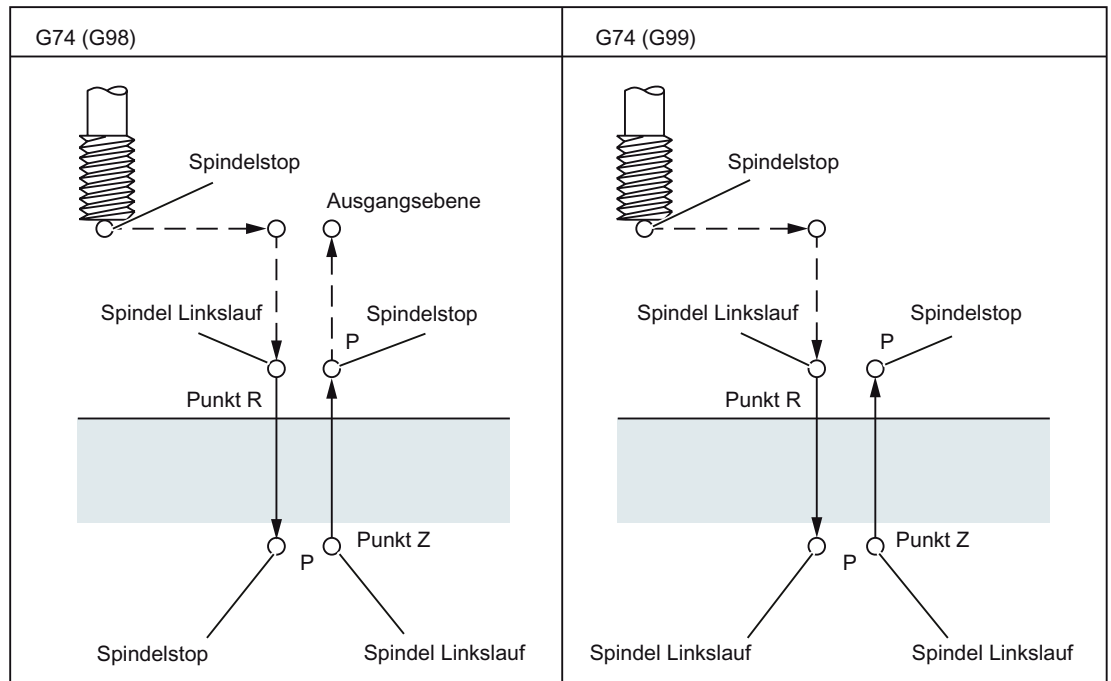 G74 (G98)
Spindelstop
Ausgangsebene
Spindel Linkslauf
Spindelstop
P
Punkt R
Punkt Z
P
Spindelstop
Spindel Linkslauf
G74 (G99)
Spindelstop
Spindel Linkslauf
Spindelstop
P
Punkt R
Punkt Z
P
Spindel Linkslauf
Spindel Linkslauf